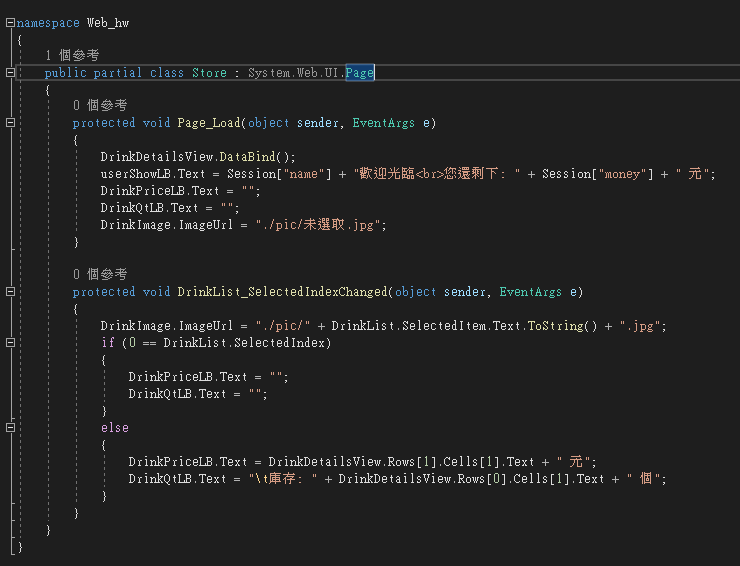 namespace Web_hw
{
1 個參考
public partial class Store : System.Web.UI.Page
{
0 個參考
protected void Page_Load(object sender, EventArgs e)
{
DrinkDetailsView.DataBind();
userShowLB.Text = Session["name"] + "歡迎光臨<br>您還剩下: " + Session["money"] + " 元";
DrinkPriceLB.Text = "";
DrinkQtLB.Text = "";
DrinkImage.ImageUrl = "./pic/未選取.jpg";
}
0 個參考
protected void DrinkList_SelectedIndexChanged(object sender, EventArgs e)
{
DrinkImage.ImageUrl = "./pic/" + DrinkList.SelectedItem.Text.ToString() + ".jpg";
if (0 == DrinkList.SelectedIndex)
{
DrinkPriceLB.Text = "";
DrinkQtLB.Text = "";
}
else
{
DrinkPriceLB.Text = DrinkDetailsView.Rows[1].Cells[1].Text + " 元";
DrinkQtLB.Text = "\t庫存: " + DrinkDetailsView.Rows[0].Cells[1].Text + " 個";
}
}
}
}